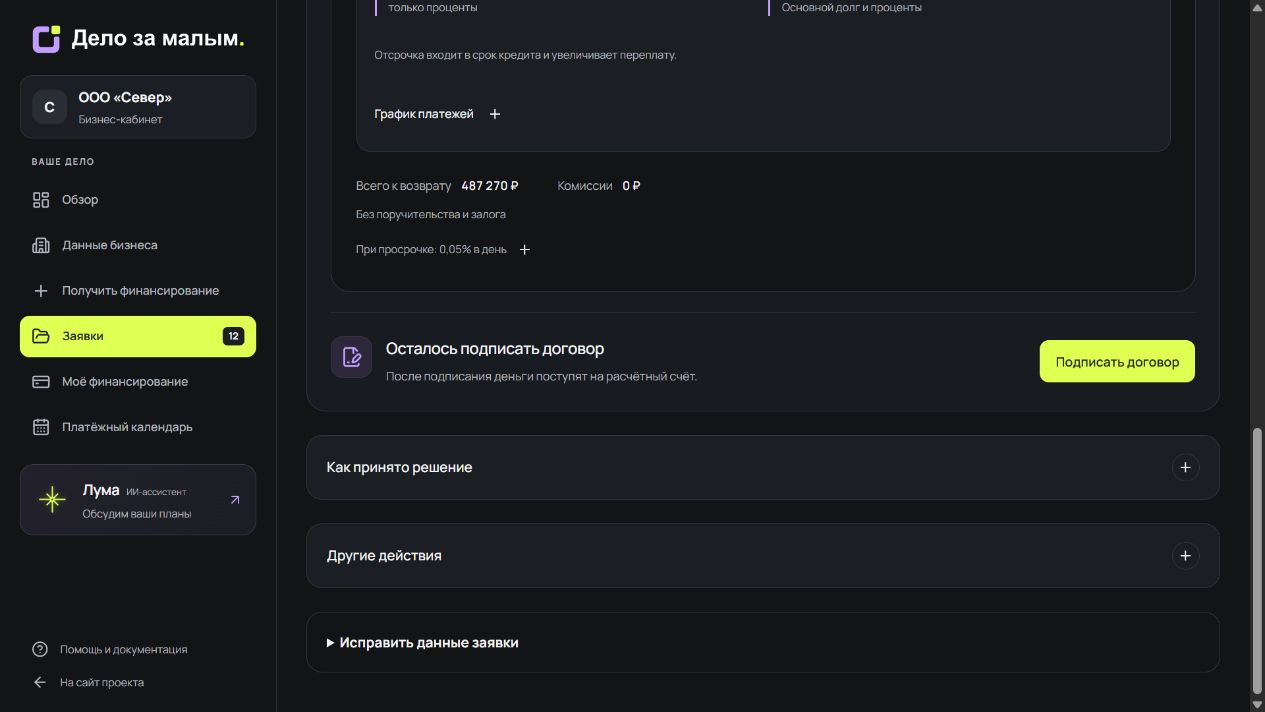 Дело за малым.
С
ООО «Север»
Бизнес-кабинет
ВАШЕ ДЕЛО
Обзор
Данные бизнеса
Получить финансирование
Заявки 12
Моё финансирование
Платёжный календарь
Лума ИИ-ассистент
Обсудим ваши планы
Помощь и документация
На сайт проекта
только проценты
Основной долг и проценты
Отсрочка входит в срок кредита и увеличивает переплату.
График платежей
Всего к возврату 487 270 ₽ Комиссии 0 ₽
Без поручительства и залога
При просрочке: 0,05% в день
Осталось подписать договор
После подписания деньги поступят на расчётный счёт.
Подписать договор
Как принято решение
Другие действия
Исправить данные заявки